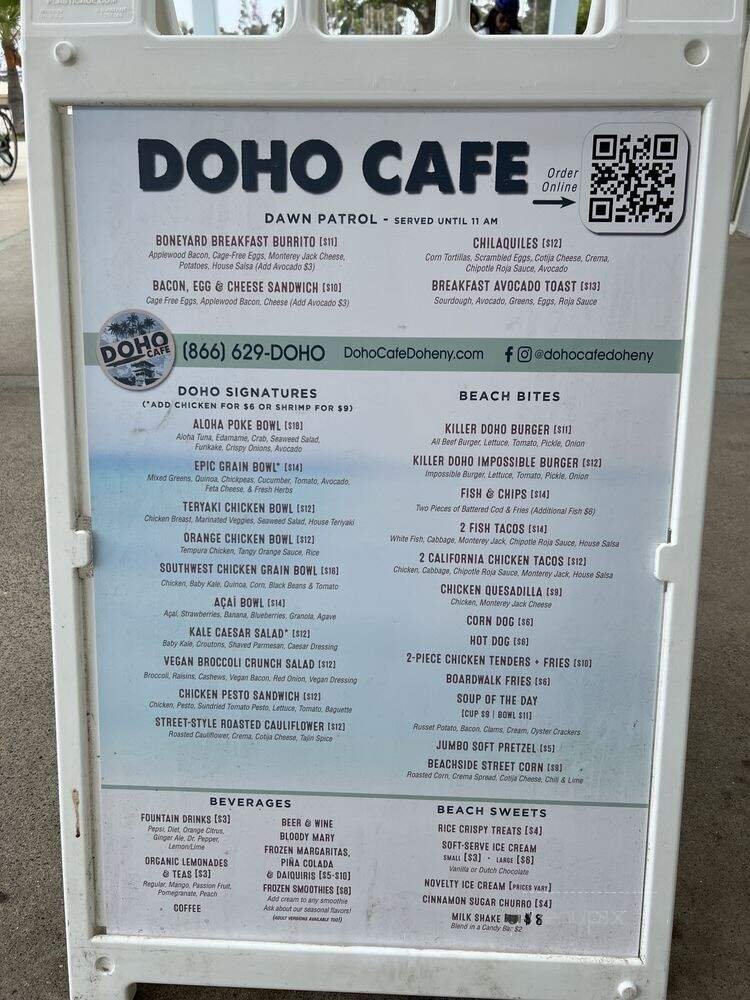 DOHO CAFE
Order
Online
DAWN PATROL - SERVED UNTIL 11 AM
BONEYARD BREAKFAST BURRITO [$11]
Applewood Bacon, Cage-Free Eggs, Monterey Jack Cheese,
Potatoes, House Salsa (Add Avocado $3)
BACON, EGG & CHEESE SANDWICH [$10]
Cage Free Eggs, Applewood Bacon, Cheese (Add Avocado $3)
CHILAQUILES [$12]
Corn Tortillas, Scrambled Eggs, Cotija Cheese, Crema,
Chipotle Roja Sauce, Avocado
BREAKFAST AVOCADO TOAST [$13]
Sourdough, Avocado, Greens, Eggs, Roja Sauce
DOHO
CAFE
(866) 629-DOHO DohoCafeDoheny.com @dohocafedoheny
DOHO SIGNATURES
(*ADD CHICKEN FOR $6 OR SHRIMP FOR $9)
ALOHA POKE BOWL [$18]
Aloha Tuna, Edamame, Crab, Seaweed Salad,
Furikake, Crispy Onions, Avocado
EPIC GRAIN BOWL* [$14]
Mixed Greens, Quinoa, Chickpeas, Cucumber, Tomato, Avocado,
Feta Cheese, & Fresh Herbs
TERYAKI CHICKEN BOWL [$12]
Chicken Breast, Marinated Veggies, Seaweed Salad, House Teriyaki
ORANGE CHICKEN BOWL [$12]
Tempura Chicken, Tangy Orange Sauce, Rice
SOUTHWEST CHICKEN GRAIN BOWL [$16]
Chicken, Baby Kale, Quinoa, Corn, Black Beans & Tomato
AÇAÍ BOWL [$14]
Açaí, Strawberries, Banana, Blueberries, Granola, Agave
KALE CAESAR SALAD* [$12]
Baby Kale, Croutons, Shaved Parmesan, Caesar Dressing
VEGAN BROCCOLI CRUNCH SALAD [$12]
Broccoli, Raisins, Cashews, Vegan Bacon, Red Onion, Vegan Dressing
CHICKEN PESTO SANDWICH [$12]
Chicken, Pesto, Sundried Tomato Pesto, Lettuce, Tomato, Baguette
STREET-STYLE ROASTED CAULIFLOWER [$12]
Roasted Cauliflower, Crema, Cotija Cheese, Tajin Spice
BEACH BITES
KILLER DOHO BURGER [$11]
All Beef Burger, Lettuce, Tomato, Pickle, Onion
KILLER DOHO IMPOSSIBLE BURGER [$12]
Impossible Burger, Lettuce, Tomato, Pickle, Onion
FISH & CHIPS [$14]
Two Pieces of Battered Cod & Fries (Additional Fish $6)
2 FISH TACOS [$14]
White Fish, Cabbage, Monterey Jack, Chipotle Roja Sauce, House Salsa
2 CALIFORNIA CHICKEN TACOS [$12]
Chicken, Cabbage, Chipotle Roja Sauce, Monterey Jack, House Salsa
CHICKEN QUESADILLA [$9]
Chicken, Monterey Jack Cheese
CORN DOG [$6]
HOT DOG [$6]
2-PIECE CHICKEN TENDERS + FRIES [$10]
BOARDWALK FRIES [$6]
SOUP OF THE DAY
[CUP $9 | BOWL $11]
Russet Potato, Bacon, Clams, Cream, Oyster Crackers
JUMBO SOFT PRETZEL [$5]
BEACHSIDE STREET CORN [$9]
Roasted Corn, Crema Spread, Cotija Cheese, Chili & Lime
BEVERAGES
FOUNTAIN DRINKS [$3]
Pepsi, Diet, Orange Citrus,
Ginger Ale, Dr. Pepper,
Lemon/Lime
ORGANIC LEMONADES
& TEAS [$3]
Regular, Mango, Passion Fruit,
Pomegranate, Peach
COFFEE
BEER & WINE
BLOODY MARY
FROZEN MARGARITAS,
PIÑA COLADA
& DAIQUIRIS [$5-$10]
FROZEN SMOOTHIES [$8]
Add cream to any smoothie
Ask about our seasonal flavors!
(ADULT VERSIONS AVAILABLE TOO!)
BEACH SWEETS
RICE CRISPY TREATS [$4]
SOFT-SERVE ICE CREAM
SMALL [$3] · LARGE [$6]
Vanilla or Dutch Chocolate
NOVELTY ICE CREAM [PRICES VARY]
CINNAMON SUGAR CHURRO [$4]
MILK SHAKE $8
Blend in a Candy Bar $2